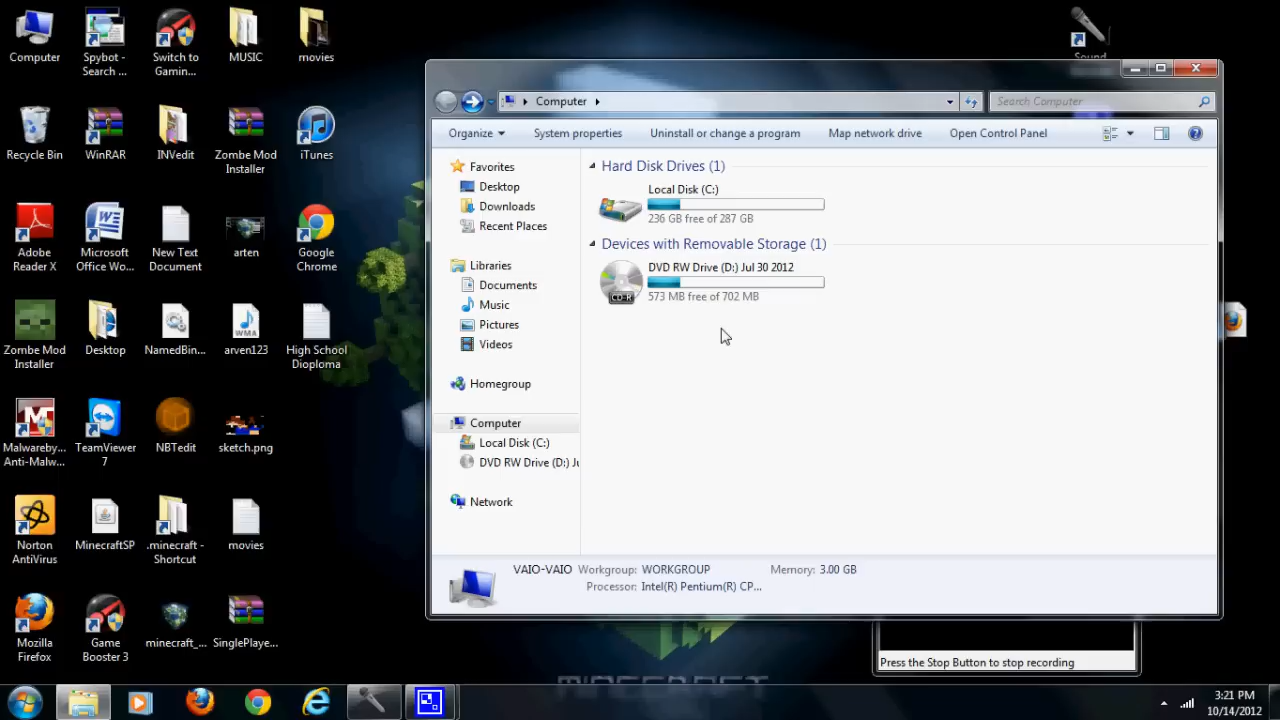 Computer
Spybot -
Search ...
Switch to
Gamin...
MUSIC
movies
Recycle Bin
WinRAR
INVedit
Zombe Mod
Installer
iTunes
Adobe
Reader X
Microsoft
Office Wo...
New Text
Document
arten
Google
Chrome
Zombe Mod
Installer
Desktop
NamedBin...
WMA
arven123
High School
Dioploma
Malwareby...
Anti-Malw...
TeamViewer
7
NBTedit
sketch.png
Norton
AntiVirus
MinecraftSP
.minecraft -
Shortcut
movies
Mozilla
Firefox
Game
Booster 3
minecraft_...
SinglePlaye...
Sound
Computer
Search Computer
Organize
System properties
Uninstall or change a program
Map network drive
Open Control Panel
Favorites
Desktop
Downloads
Recent Places
Libraries
Documents
Music
Pictures
Videos
Homegroup
Computer
Local Disk (C:)
DVD RW Drive (D:) Ju
Network
Hard Disk Drives (1)
Local Disk (C:)
236 GB free of 287 GB
Devices with Removable Storage (1)
CD-R
DVD RW Drive (D:) Jul 30 2012
573 MB free of 702 MB
VAIO-VAIO Workgroup: WORKGROUP Memory: 3.00 GB
Processor: Intel(R) Pentium(R) CP...
Press the Stop Button to stop recording
MINECRAFT
3:21 PM
10/14/2012